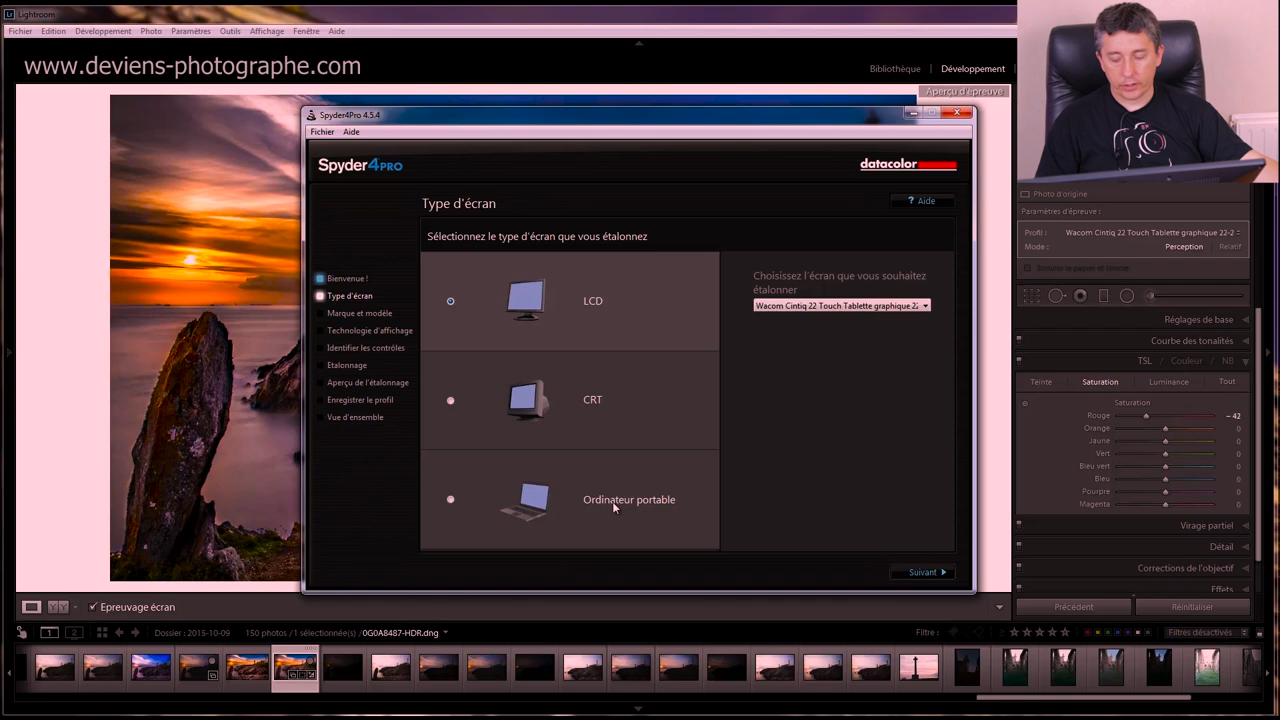 Lr Lightroom
Fichier Edition Développement Photo Paramètres Outils Affichage Fenêtre Aide
www.deviens-photographe.com
Bibliothèque | Développement
Aperçu d'épreuve
Spyder4Pro 4.5.4
Fichier Aide
Spyder4PRO
datacolor
Type d'écran
? Aide
Sélectionnez le type d'écran que vous étalonnez
Bienvenue !
Type d'écran
Marque et modèle
Technologie d'affichage
Identifier les contrôles
Etalonnage
Aperçu de l'étalonnage
Enregistrer le profil
Vue d'ensemble
LCD
CRT
Ordinateur portable
Choisissez l'écran que vous souhaitez
étalonner
Wacom Cintiq 22 Touch Tablette graphique 22
Suivant
Photo d'origine
Paramètres d'épreuve :
Profil : Wacom Cintiq 22 Touch Tablette graphique 22-2
Mode : Perception Relatif
Réglages de base
Courbe des tonalités
TSL / Couleur / NB
Teinte Saturation Luminance Tout
Saturation
Rouge - 42
Orange 0
Jaune 0
Vert 0
Bleu vert 0
Bleu 0
Pourpre 0
Magenta 0
Virage partiel
Détail
Corrections de l'objectif
Effets
Précédent Réinitialiser
YY Epreuvage écran
1 2 Dossier : 2015-10-09 150 photos /1 sélectionnée(s) /0G0A8487-HDR.dng
Filtre : Filtres désactivés